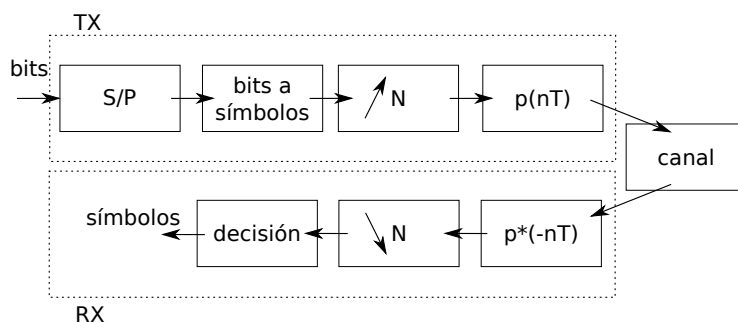 TX
bits
S/P
bits a
símbolos
N
p(nT)
canal
símbolos
decisión
N
p*(-nT)
RX